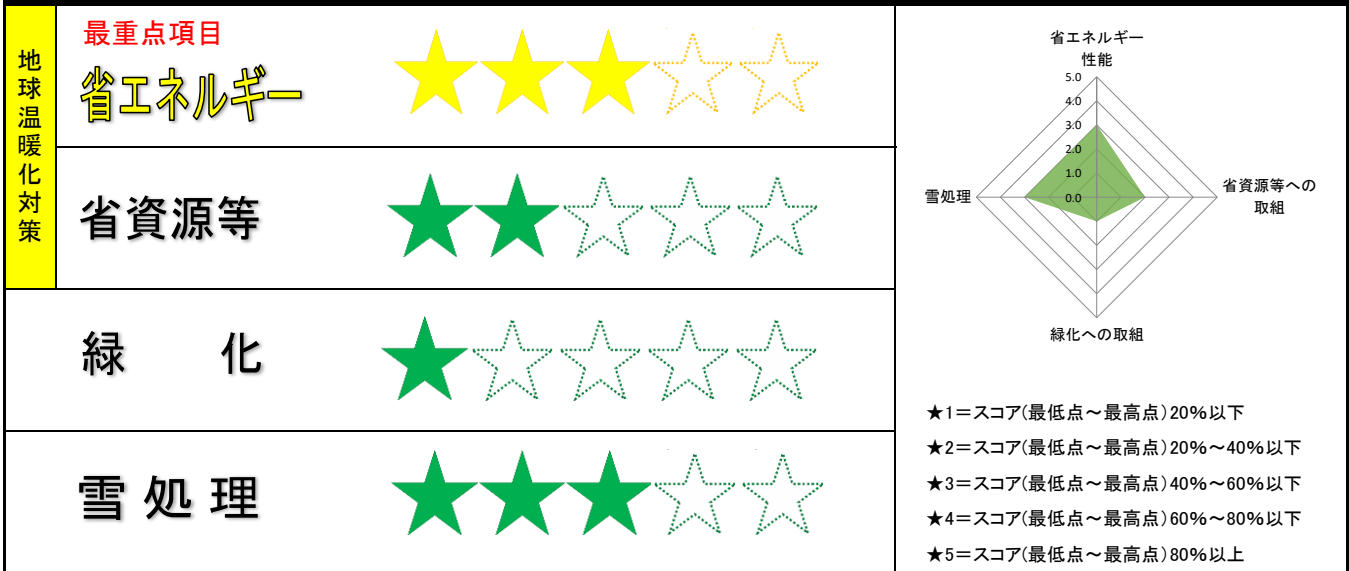 地球温暖化対策
最重点項目
省エネルギー
省資源等
緑　化
雪処理
省エネルギー
性能
5.0
4.0
3.0
2.0
1.0
0.0
雪処理
省資源等への
取組
緑化への取組
★1＝スコア(最低点～最高点)20%以下
★2＝スコア(最低点～最高点)20%～40%以下
★3＝スコア(最低点～最高点)40%～60%以下
★4＝スコア(最低点～最高点)60%～80%以下
★5＝スコア(最低点～最高点)80%以上